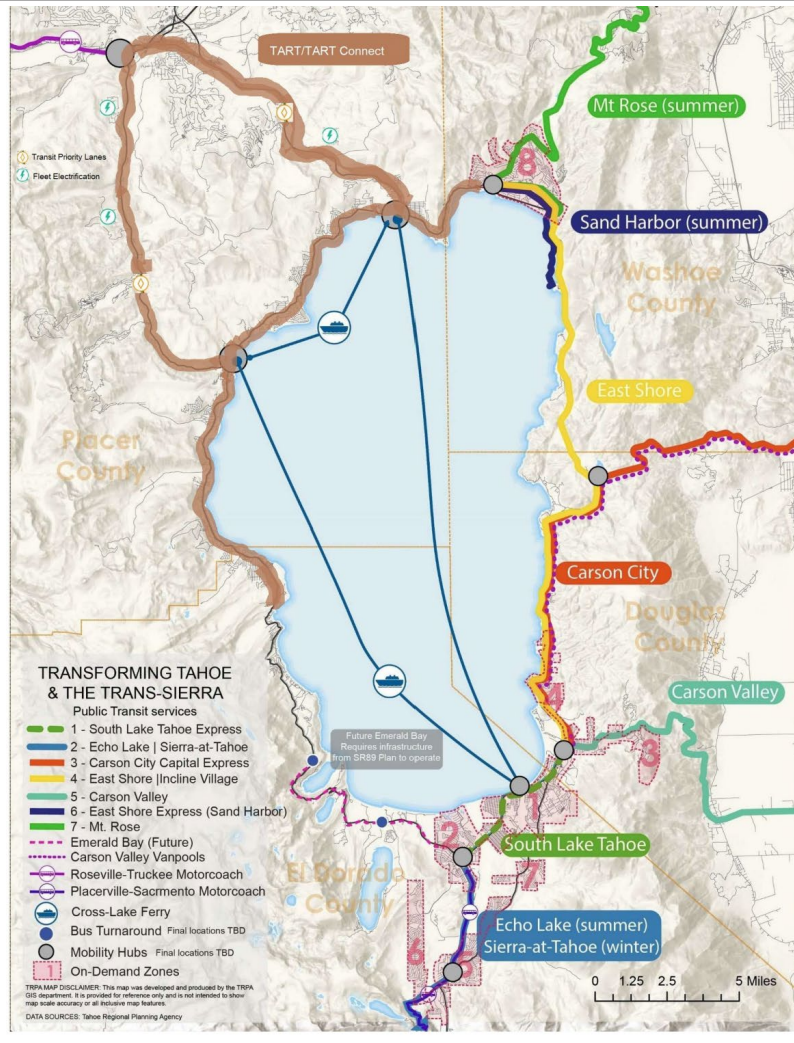 TART/TART Connect
Mt Rose (summer)
Transit Priority Lanes
Fleet Electrification
8
Sand Harbor (summer)
Washoe
County
East Shore
Placer
County
Carson City
Douglas
County
4
Carson Valley
3
TRANSFORMING TAHOE
& THE TRANS-SIERRA
Public Transit services
1 - South Lake Tahoe Express
2 - Echo Lake | Sierra-at-Tahoe
3 - Carson City Capital Express
4 - East Shore |Incline Village
5 - Carson Valley
6 - East Shore Express (Sand Harbor)
7 - Mt. Rose
Emerald Bay (Future)
Carson Valley Vanpools
Roseville-Truckee Motorcoach
Placerville-Sacrmento Motorcoach
Cross-Lake Ferry
Bus Turnaround Final locations TBD
Mobility Hubs Final locations TBD
1 On-Demand Zones
TRPA MAP DISCLAIMER: This map was developed and produced by the TRPA
GIS department. It is provided for reference only and is not intended to show
map scale accuracy or all inclusive map features.
DATA SOURCES: Tahoe Regional Planning Agency
Future Emerald Bay
Requires infrastructure
from SR89 Plan to operate
1
2
South Lake Tahoe
7
El Dorado
County
Echo Lake (summer)
Sierra-at-Tahoe (winter)
6
5
0 1.25 2.5 5 Miles